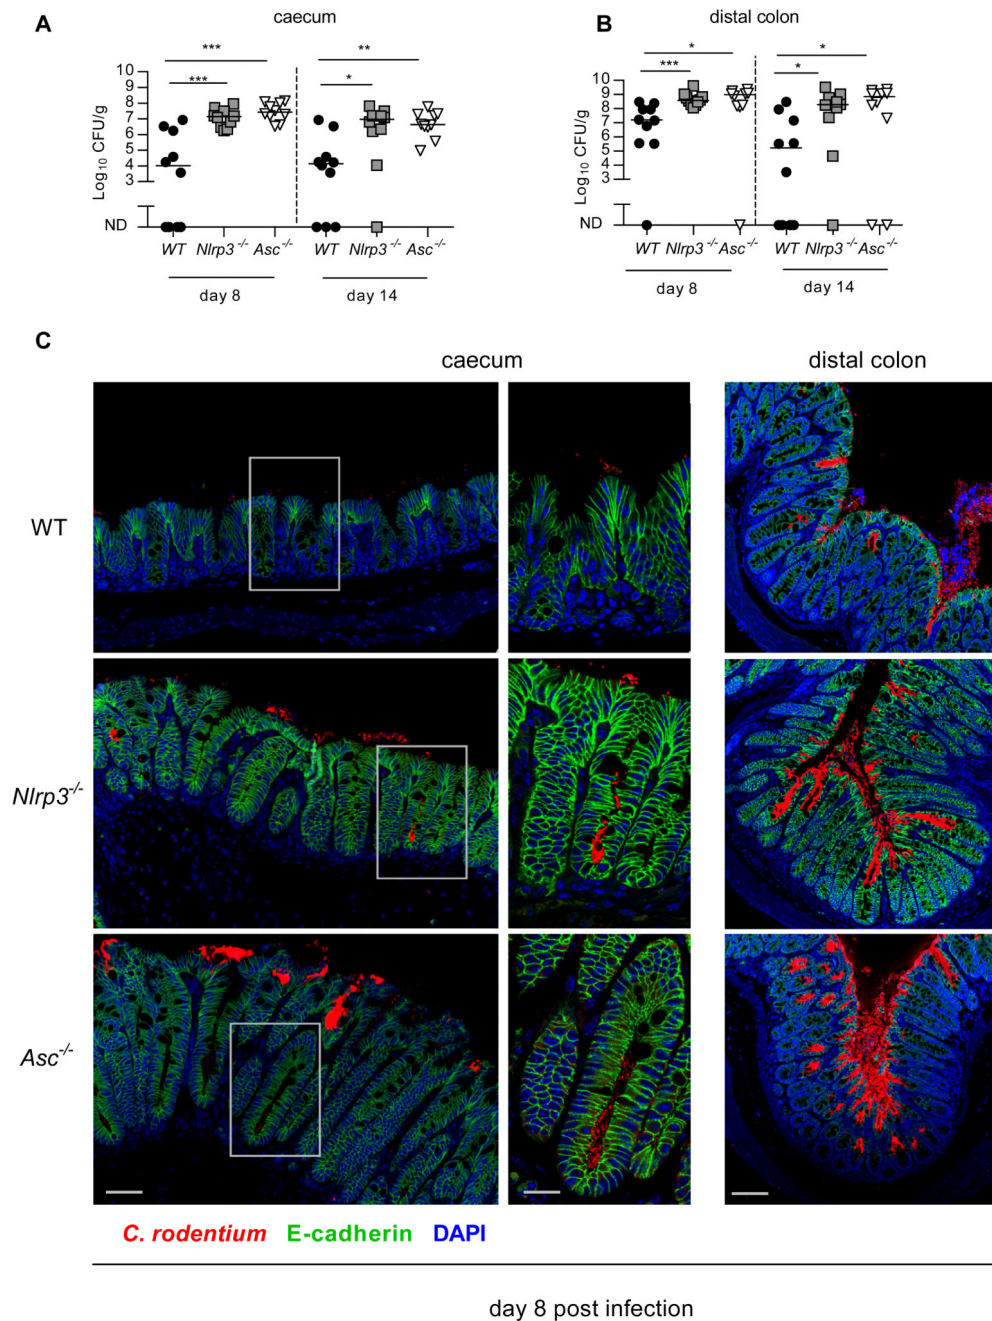 A
caecum
*** **
*** *
Log10 CFU/g
10
9
8
7
6
5
4
3
ND
WT Nlrp3-/- Asc-/- WT Nlrp3-/- Asc-/-
day 8 day 14
B
distal colon
* *
*** *
Log10 CFU/g
10
9
8
7
6
5
4
3
ND
WT Nlrp3-/- Asc-/- WT Nlrp3-/- Asc-/-
day 8 day 14
C
caecum distal colon
WT
Nlrp3-/-
Asc-/-
C. rodentium E-cadherin DAPI
day 8 post infection